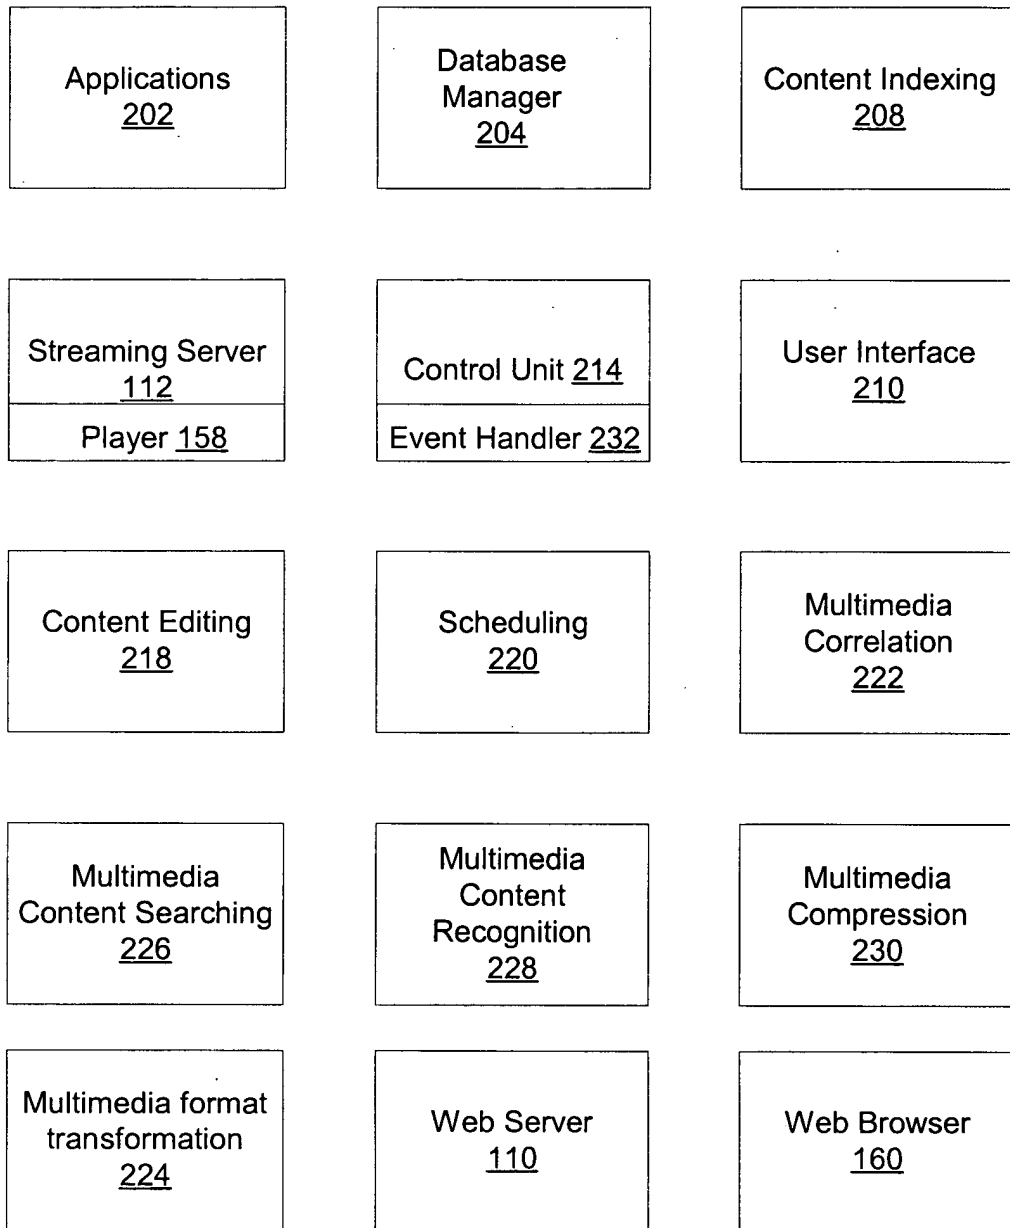 Applications
202
Database
Manager
204
Content Indexing
208
Streaming Server
112
Player 158
Control Unit 214
Event Handler 232
User Interface
210
Content Editing
218
Scheduling
220
Multimedia
Correlation
222
Multimedia
Content Searching
226
Multimedia
Content
Recognition
228
Multimedia
Compression
230
Multimedia format
transformation
224
Web Server
110
Web Browser
160